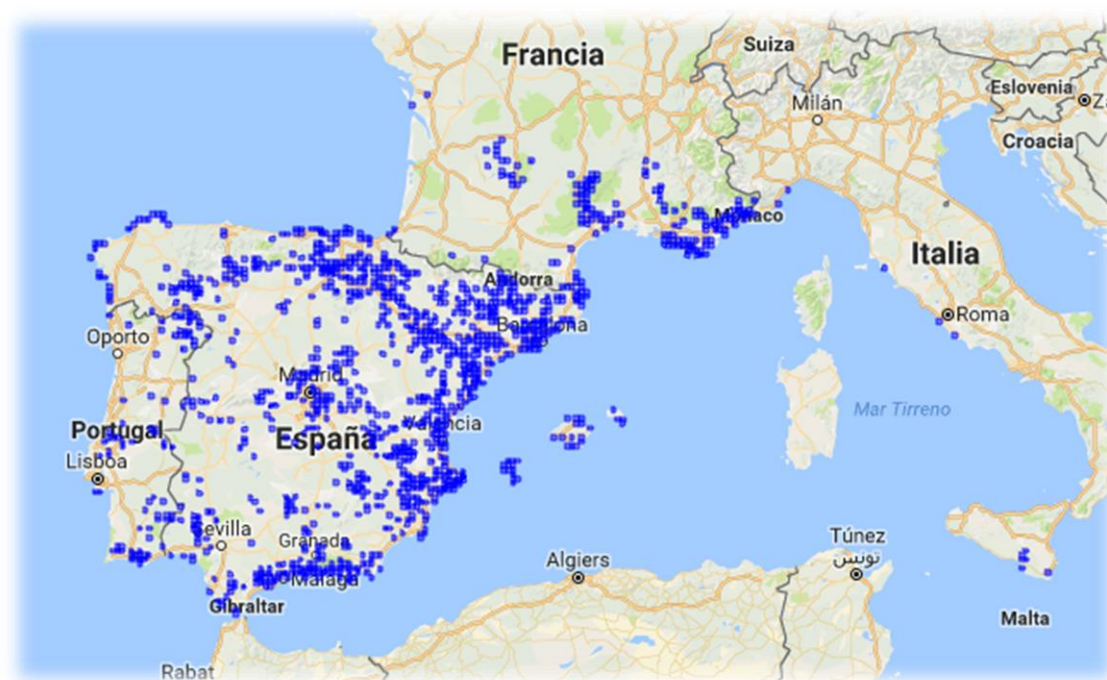 Francia
Suiza
Milán
Eslovenia
Croacia
Mónaco
Andorra
Barcelona
Italia
Roma
Oporto
Madrid
Portugal
España
Valencia
Mar Tirreno
Lisboa
Sevilla
Granada
Málaga
Gibraltar
Algiers
Túnez
تونس
Malta
Rabat